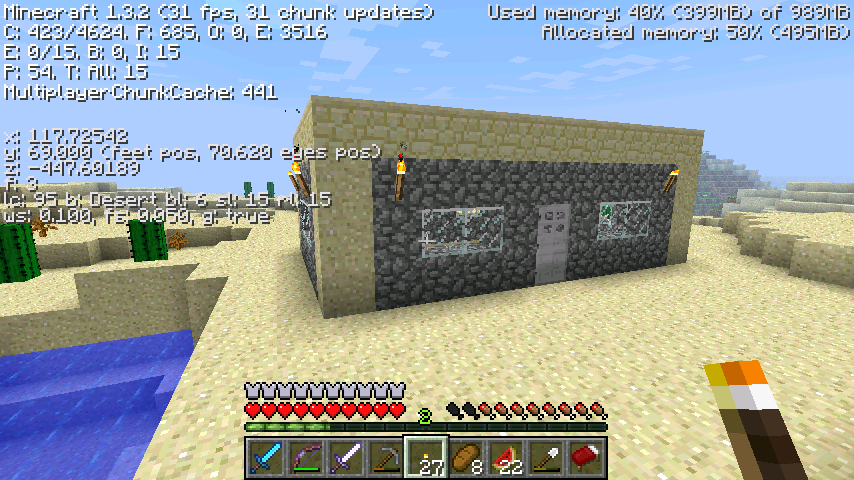 Minecraft 1.3.2 (31 fps, 31 chunk updates)
C: 423/4624, F: 685, O: 0, E: 3516
E: 0/15, B: 0, I: 15
P: 54, T: All: 15
MultiplayerChunkCache: 441
x: 117.72542
y: 69.000 (feet pos, 70.620 eyes pos)
z: -447.60189
f: 3
lc: 95 b: Desert bl: 6 sl: 15 rl: 15
ws: 0.100, fs: 0.050, g: true
Used memory: 40% (399MB) of 989MB
Allocated memory: 50% (495MB)
8
27
8
22